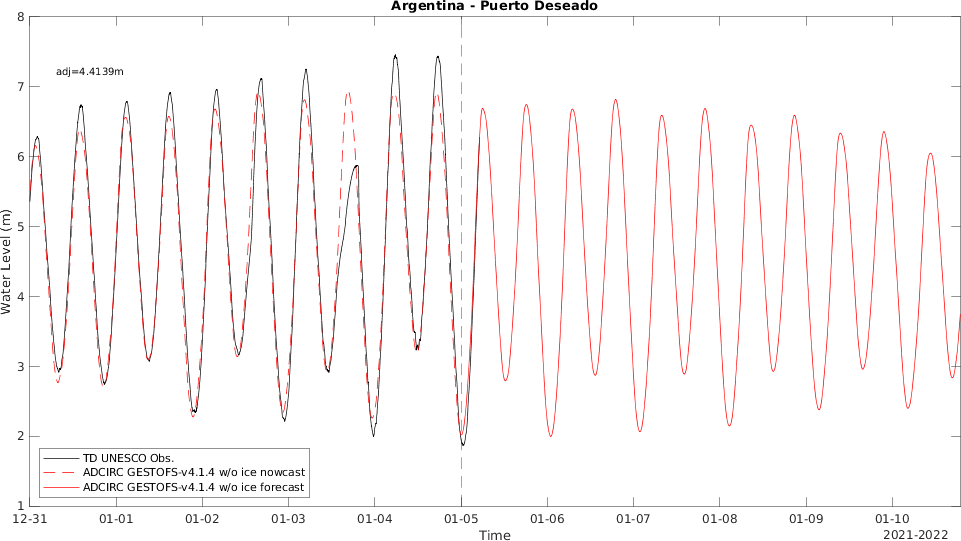 Argentina - Puerto Deseado
8
7
6
5
4
3
2
1
Water Level (m)
adj=4.4139m
TD UNESCO Obs.
ADCIRC GESTOFS-v4.1.4 w/o ice nowcast
ADCIRC GESTOFS-v4.1.4 w/o ice forecast
12-31 01-01 01-02 01-03 01-04 01-05 01-06 01-07 01-08 01-09 01-10
Time
2021-2022